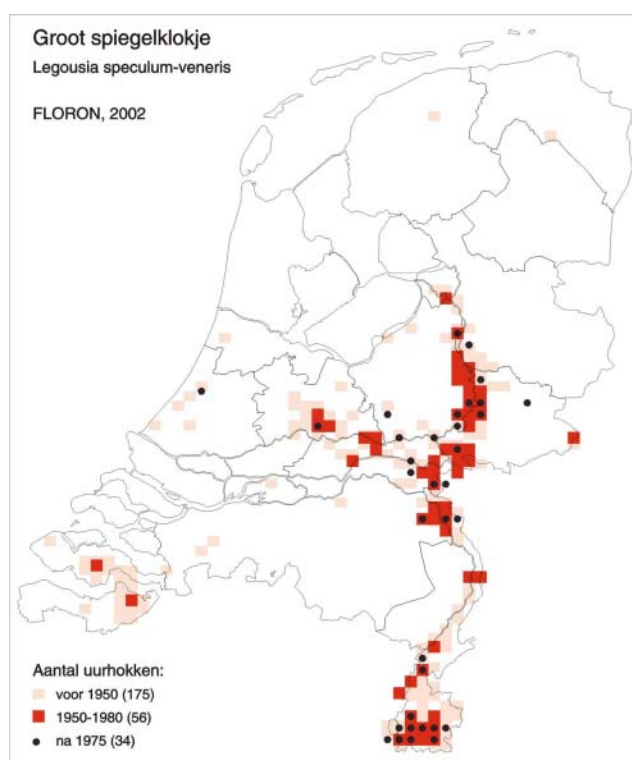 Groot spiegelklokje
Legousia speculum-veneris
FLORON, 2002
Aantal uurhokken:
voor 1950 (175)
1950-1980 (56)
na 1975 (34)